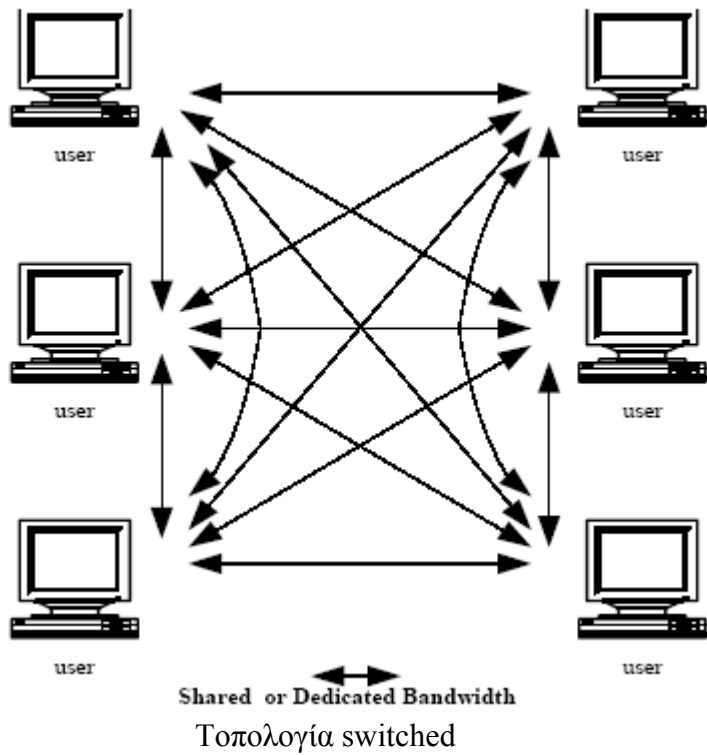 user user
user user
user user
Shared or Dedicated Bandwidth
Τοπολογία switched